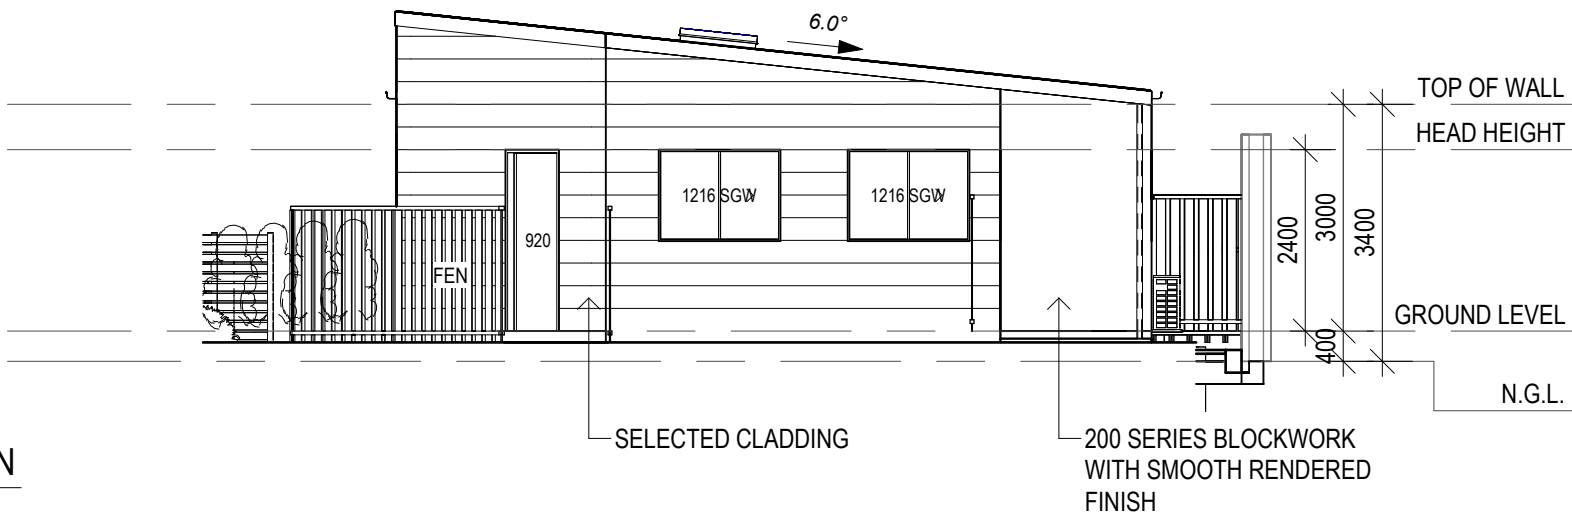 6.0°
TOP OF WALL
HEAD HEIGHT
1216 SGW
1216 SGW
920
FEN
2400
3000
3400
GROUND LEVEL
400
N.G.L.
SELECTED CLADDING
200 SERIES BLOCKWORK
WITH SMOOTH RENDERED
FINISH
N